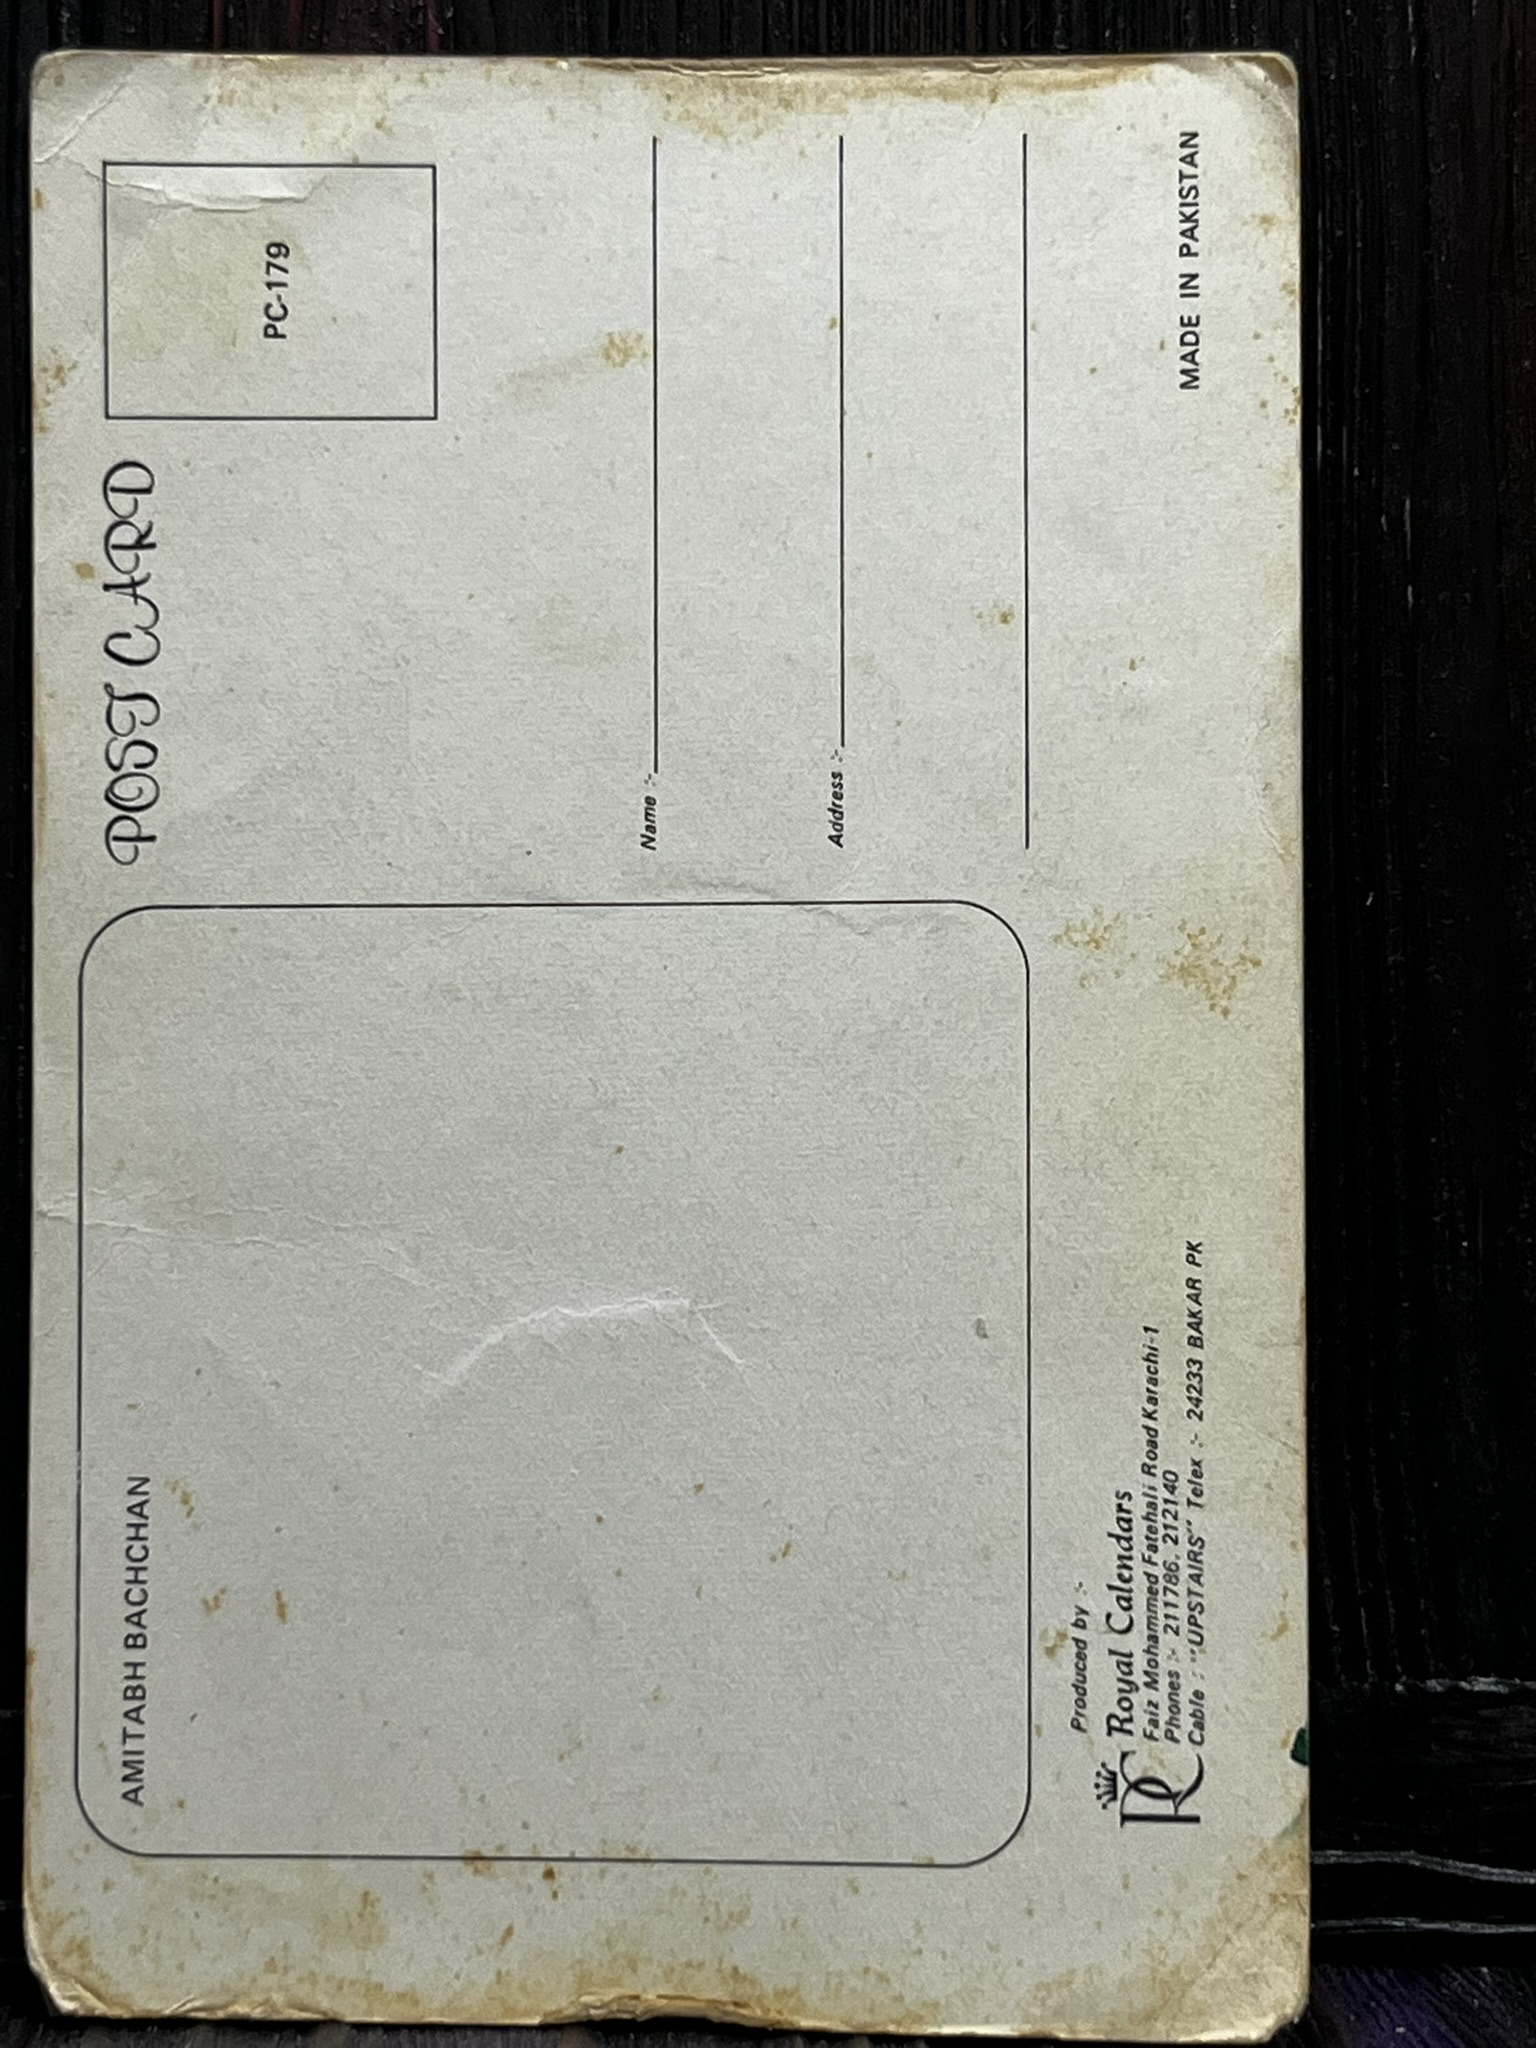 AMITABH BACHCHAN
POST CARD
PC-179
Name :-
Address :-
Produced by :-
RC Royal Calendars
Faiz Mohammed Fatehali Road Karachi-1
Phones :- 211786, 212140
Cable : "UPSTAIRS" Telex :- 24233 BAKAR PK
MADE IN PAKISTAN